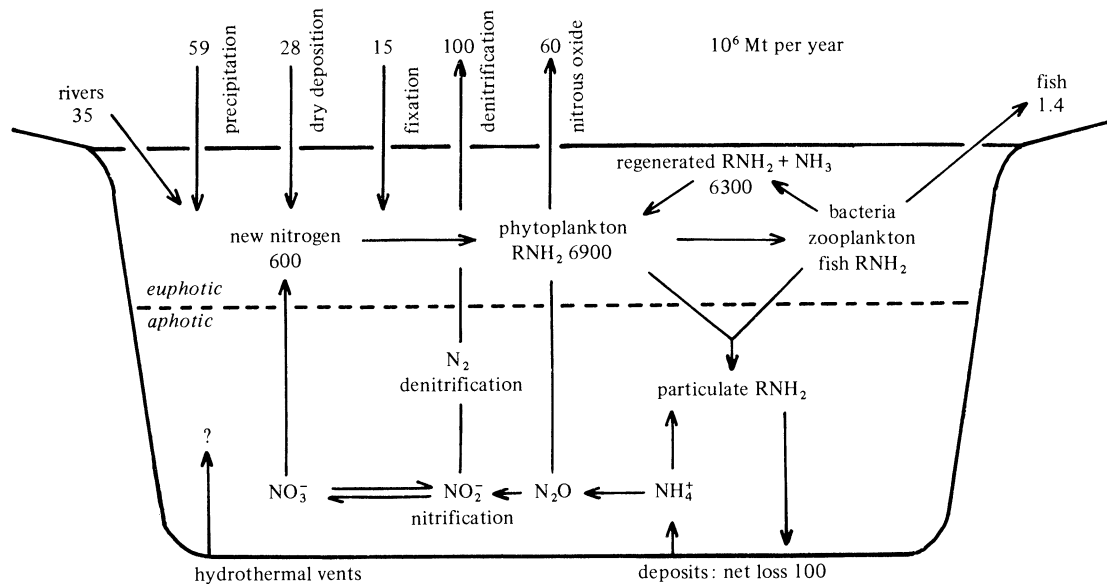 59
28
15
100
60
10⁶ Mt per year
precipitation
dry deposition
fixation
denitrification
nitrous oxide
rivers
35
fish
1.4
regenerated RNH₂ + NH₃
6300
new nitrogen
600
phytoplankton
RNH₂ 6900
bacteria
zooplankton
fish RNH₂
euphotic
aphotic
N₂
denitrification
particulate RNH₂
?
NO₃⁻
NO₂⁻
N₂O
NH₄⁺
nitrification
hydrothermal vents
deposits: net loss 100